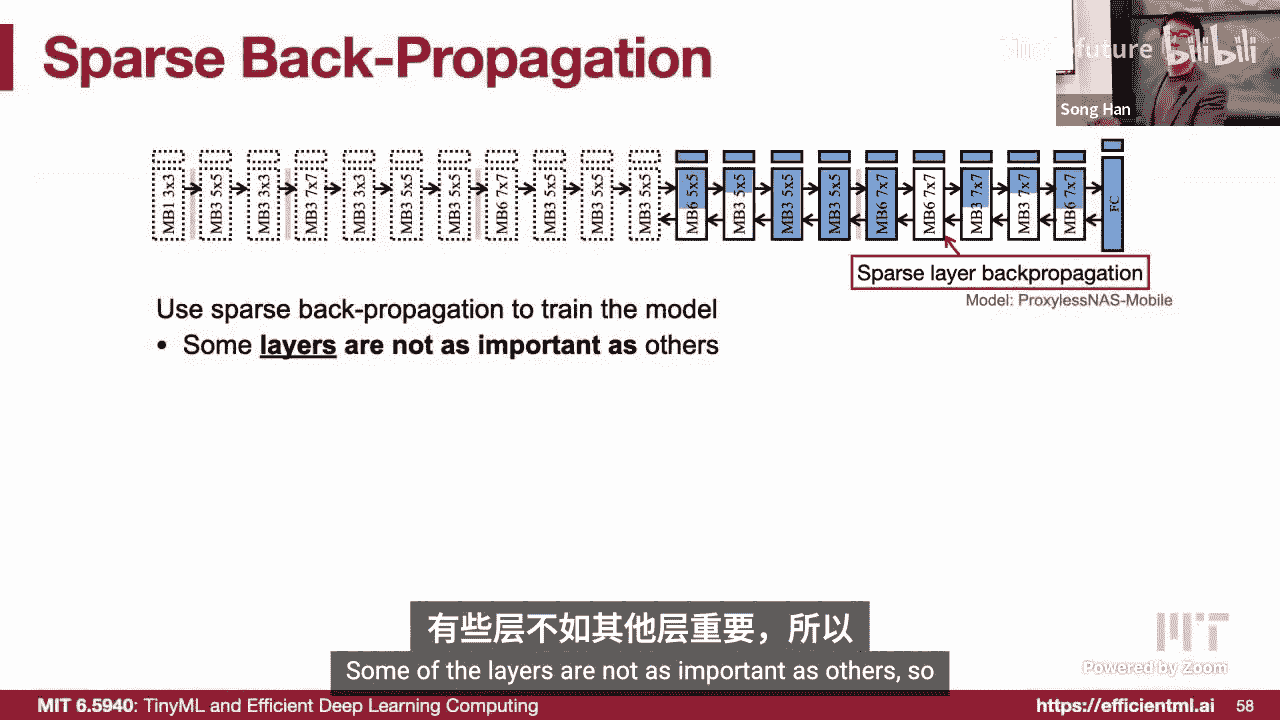 Sparse Back-Propagation
future bilibili
Song Han
MB1 3x3
MB3 5x5
MB3 3x3
MB3 7x7
MB3 3x3
MB3 5x5
MB3 5x5
MB6 7x7
MB3 5x5
MB3 5x5
MB3 5x5
MB6 5x5
MB3 5x5
MB3 5x5
MB3 5x5
MB6 7x7
MB6 7x7
MB3 7x7
MB3 7x7
MB6 7x7
FC
Sparse layer backpropagation
Model: ProxylessNAS-Mobile
Use sparse back-propagation to train the model
• Some layers are not as important as others
有些层不如其他层重要，所以
Some of the layers are not as important as others, so
MIT
Powered by Zoom
MIT 6.5940: TinyML and Efficient Deep Learning Computing
https://efficientml.ai
58